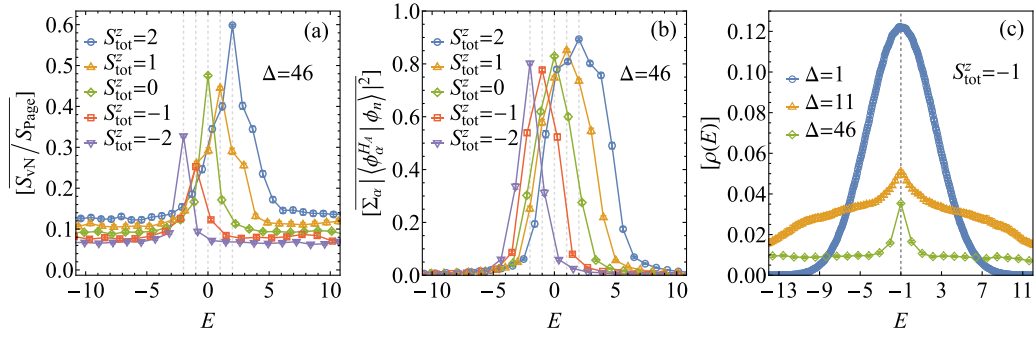 (a)
[S̅_vN/S_Page]
0.6
0.5
0.4
0.3
0.2
0.1
0.0
S^z_tot=2
S^z_tot=1
S^z_tot=0
S^z_tot=−1
S^z_tot=−2
Δ=46
−10 −5 0 5 10
E
(b)
[Σ_α |⟨ϕ_α^{H_A} | ϕ_n⟩|^2]
1.0
0.8
0.6
0.4
0.2
0.0
S^z_tot=2
S^z_tot=1
S^z_tot=0
S^z_tot=−1
S^z_tot=−2
Δ=46
−10 −5 0 5 10
E
(c)
[ρ(E)]
0.12
0.10
0.08
0.06
0.04
0.02
0.00
Δ=1
Δ=11
Δ=46
S^z_tot=−1
−13 −9 −5 −1 3 7 11
E